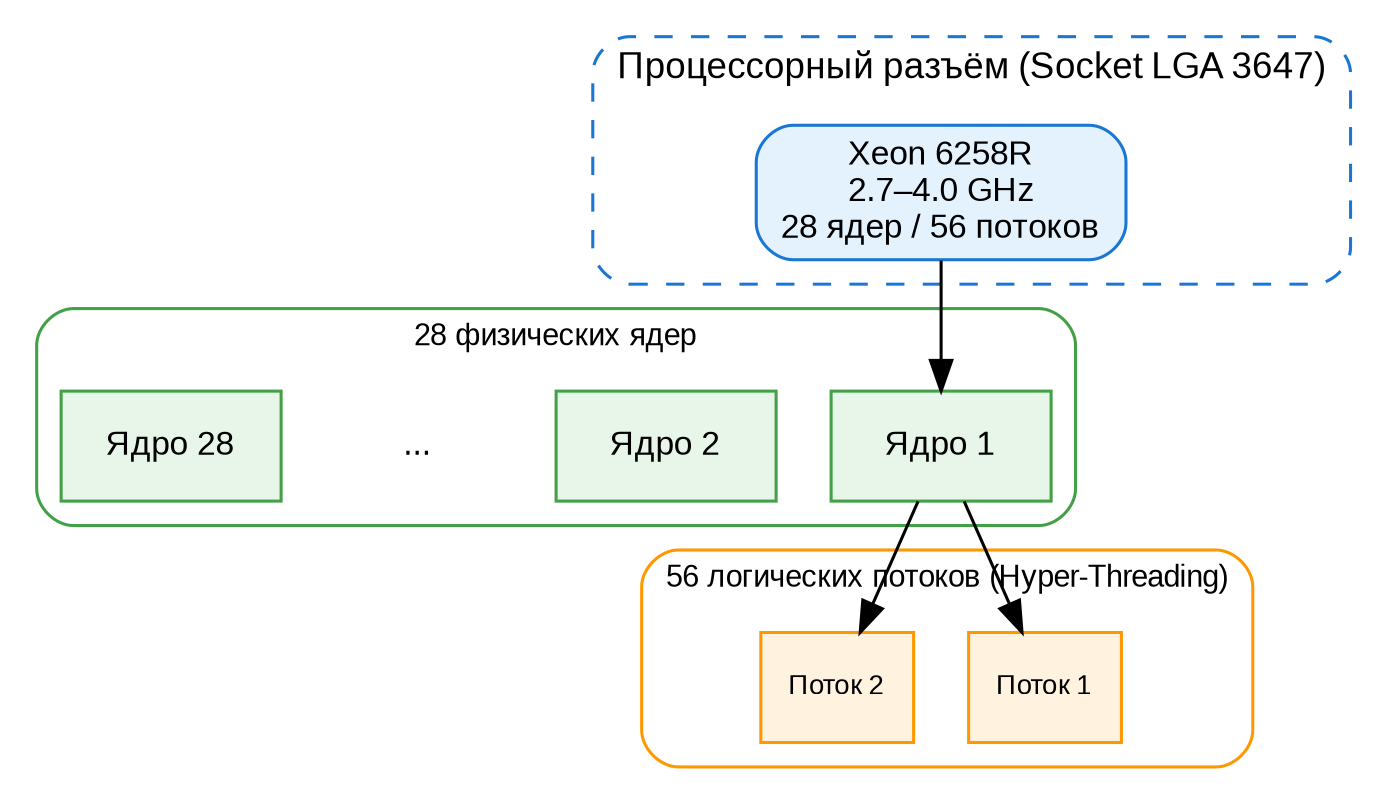 Процессорный разъём (Socket LGA 3647)
Xeon 6258R
2.7–4.0 GHz
28 ядер / 56 потоков
28 физических ядер
Ядро 28
...
Ядро 2
Ядро 1
56 логических потоков (Hyper-Threading)
Поток 2
Поток 1